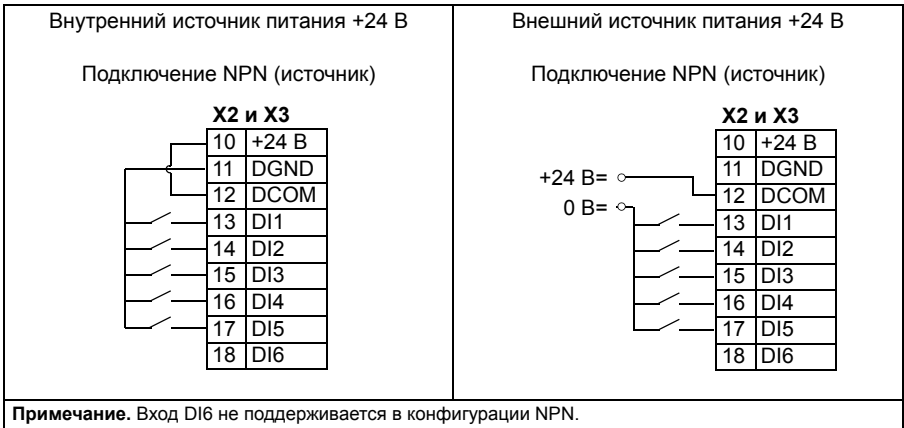 Внутренний источник питания +24 В
Подключение NPN (источник)
X2 и X3
10 +24 В
11 DGND
12 DCOM
13 DI1
14 DI2
15 DI3
16 DI4
17 DI5
18 DI6
Внешний источник питания +24 В
Подключение NPN (источник)
X2 и X3
+24 В=
0 В=
10 +24 В
11 DGND
12 DCOM
13 DI1
14 DI2
15 DI3
16 DI4
17 DI5
18 DI6
Примечание. Вход DI6 не поддерживается в конфигурации NPN.